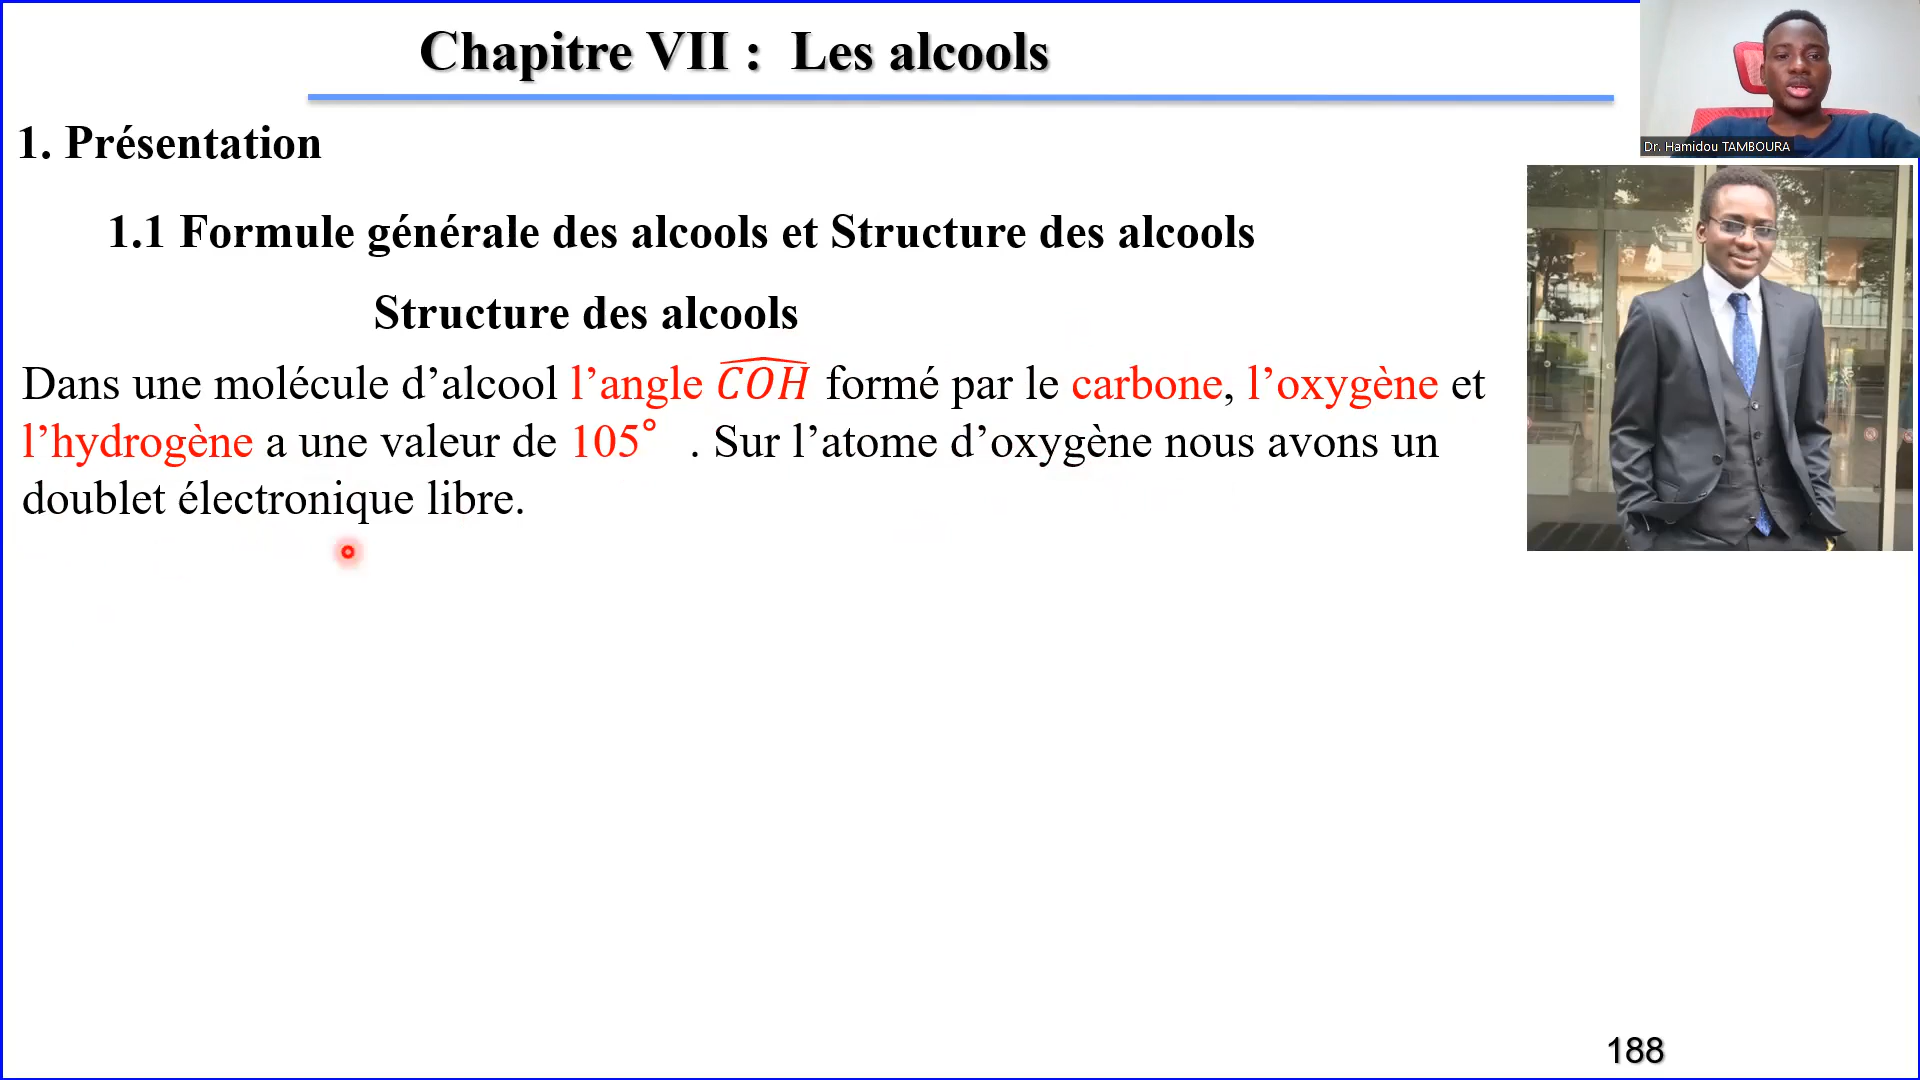 Chapitre VII : Les alcools
Dr. Hamidou TAMBOURA
1. Présentation
1.1 Formule générale des alcools et Structure des alcools
Structure des alcools
Dans une molécule d’alcool l’angle \widehat{COH} formé par le carbone, l’oxygène et
l’hydrogène a une valeur de 105° . Sur l’atome d’oxygène nous avons un
doublet électronique libre.
188